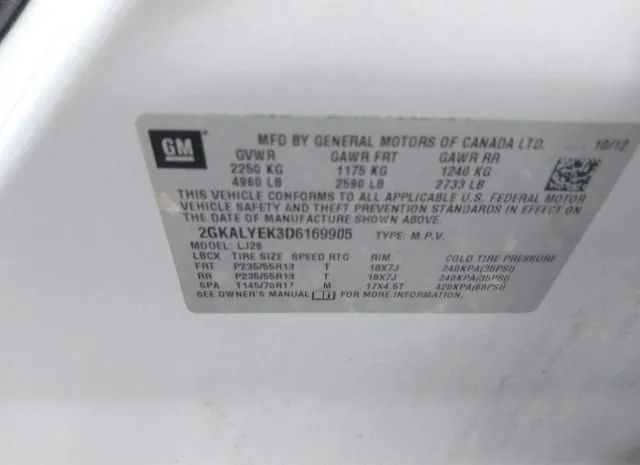 GM
MFD BY GENERAL MOTORS OF CANADA LTD. 10/12
GVWR GAWR FRT GAWR RR
2250 KG 1175 KG 1240 KG
4960 LB 2590 LB 2733 LB
THIS VEHICLE CONFORMS TO ALL APPLICABLE U.S. FEDERAL MOTOR
VEHICLE SAFETY AND THEFT PREVENTION STANDARDS IN EFFECT ON
THE DATE OF MANUFACTURE SHOWN ABOVE.
2GKALYEK3D6169905 TYPE: M.P.V.
MODEL: LJ26
LBCX TIRE SIZE SPEED RTG RIM COLD TIRE PRESSURE
FRT P235/55R18 T 18X7J 240KPA(35PSI)
RR P235/55R18 T 18X7J 240KPA(35PSI)
SPA T145/70R17 M 17X4.5T 420KPA(60PSI)
SEE OWNER'S MANUAL FOR MORE INFORMATION.